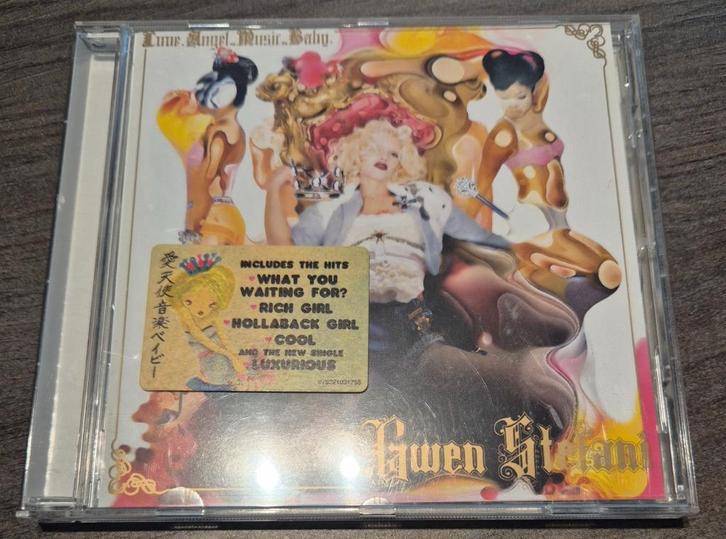 Love. Angel. Music. Baby.
愛天使音楽ベイビー
INCLUDES THE HITS
WHAT YOU
WAITING FOR?
RICH GIRL
HOLLABACK GIRL
COOL
AND THE NEW SINGLE
LUXURIOUS
Gwen Stefani